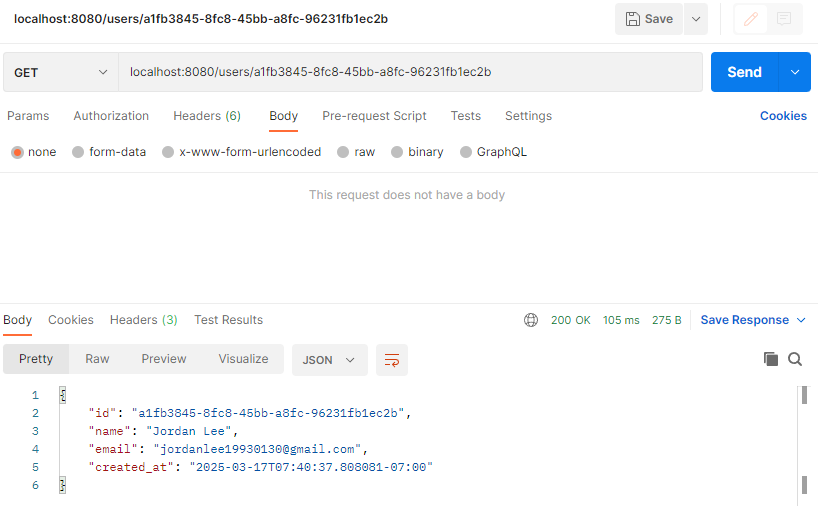 localhost:8080/users/a1fb3845-8fc8-45bb-a8fc-96231fb1ec2b Save
GET localhost:8080/users/a1fb3845-8fc8-45bb-a8fc-96231fb1ec2b Send
Params Authorization Headers (6) Body Pre-request Script Tests Settings Cookies
none form-data x-www-form-urlencoded raw binary GraphQL
This request does not have a body
Body Cookies Headers (3) Test Results 200 OK 105 ms 275 B Save Response
Pretty Raw Preview Visualize JSON
1 {
2 "id": "a1fb3845-8fc8-45bb-a8fc-96231fb1ec2b",
3 "name": "Jordan Lee",
4 "email": "jordanlee19930130@gmail.com",
5 "created_at": "2025-03-17T07:40:37.808081-07:00"
6 }